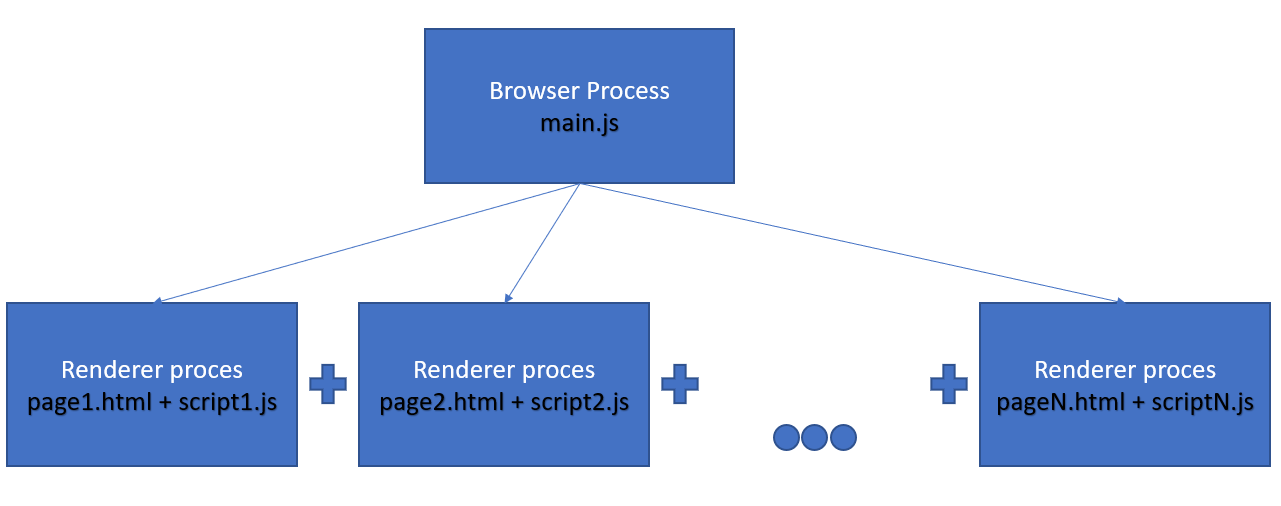 Browser Process
main.js
Renderer proces
page1.html + script1.js
Renderer proces
page2.html + script2.js
Renderer proces
pageN.html + scriptN.js